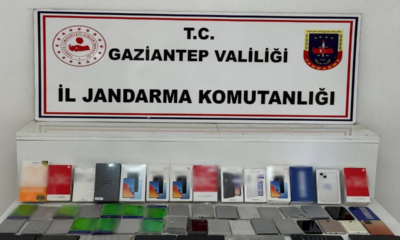 T.C.
GAZİANTEP VALİLİĞİ
İL JANDARMA KOMUTANLIĞI